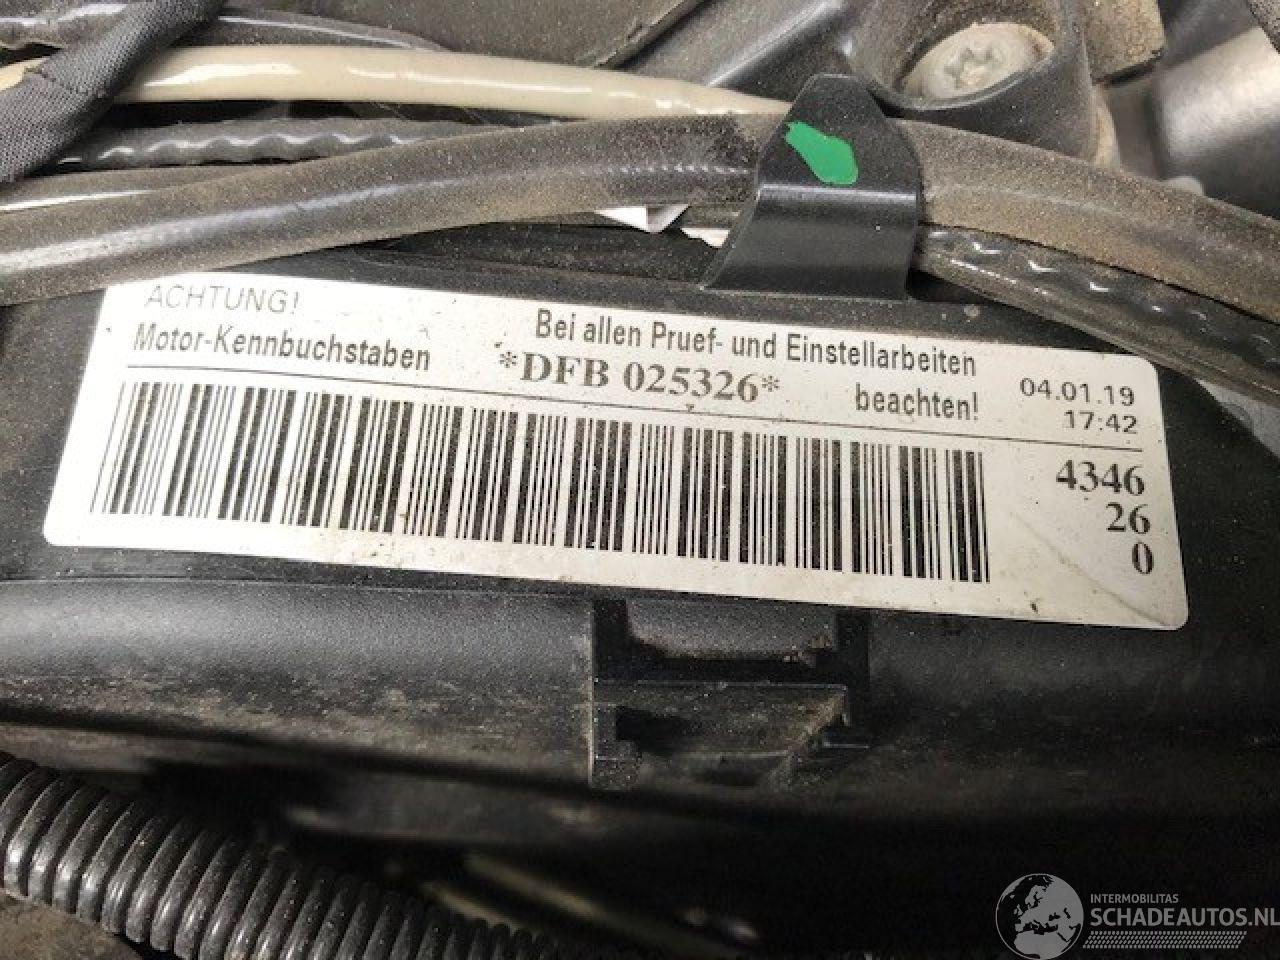 ACHTUNG!
Motor-Kennbuchstaben
Bei allen Pruef- und Einstellarbeiten
*DFB 025326*
beachten!
04.01.19
17:42
4346
26
0
INTERMOBILITAS
SCHADEAUTOS.NL